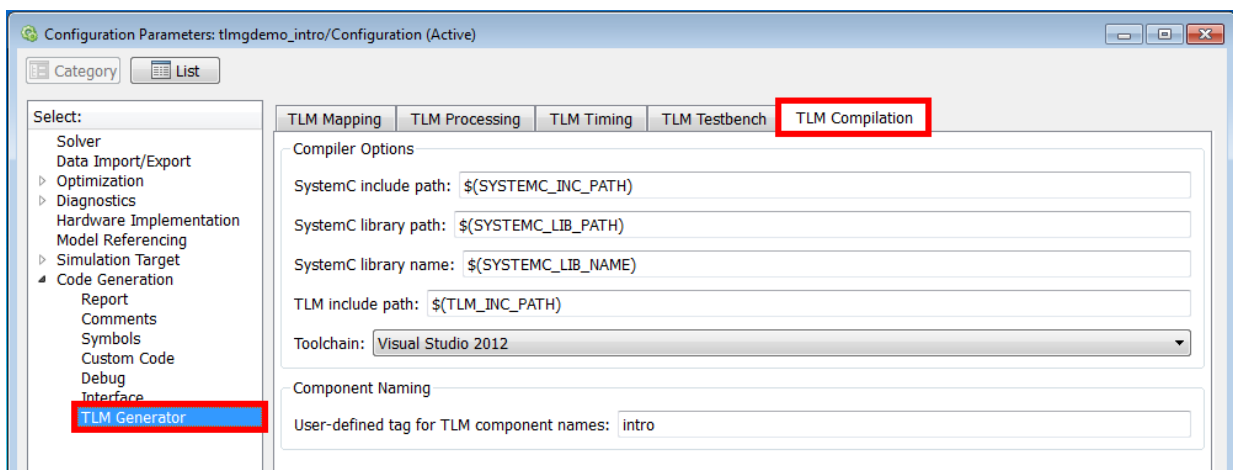 Configuration Parameters: tlmgdemo_intro/Configuration (Active)
Category List
Select:
Solver
Data Import/Export
Optimization
Diagnostics
Hardware Implementation
Model Referencing
Simulation Target
Code Generation
Report
Comments
Symbols
Custom Code
Debug
Interface
TLM Generator
TLM Mapping TLM Processing TLM Timing TLM Testbench TLM Compilation
Compiler Options
SystemC include path: $(SYSTEMC_INC_PATH)
SystemC library path: $(SYSTEMC_LIB_PATH)
SystemC library name: $(SYSTEMC_LIB_NAME)
TLM include path: $(TLM_INC_PATH)
Toolchain: Visual Studio 2012
Component Naming
User-defined tag for TLM component names: intro